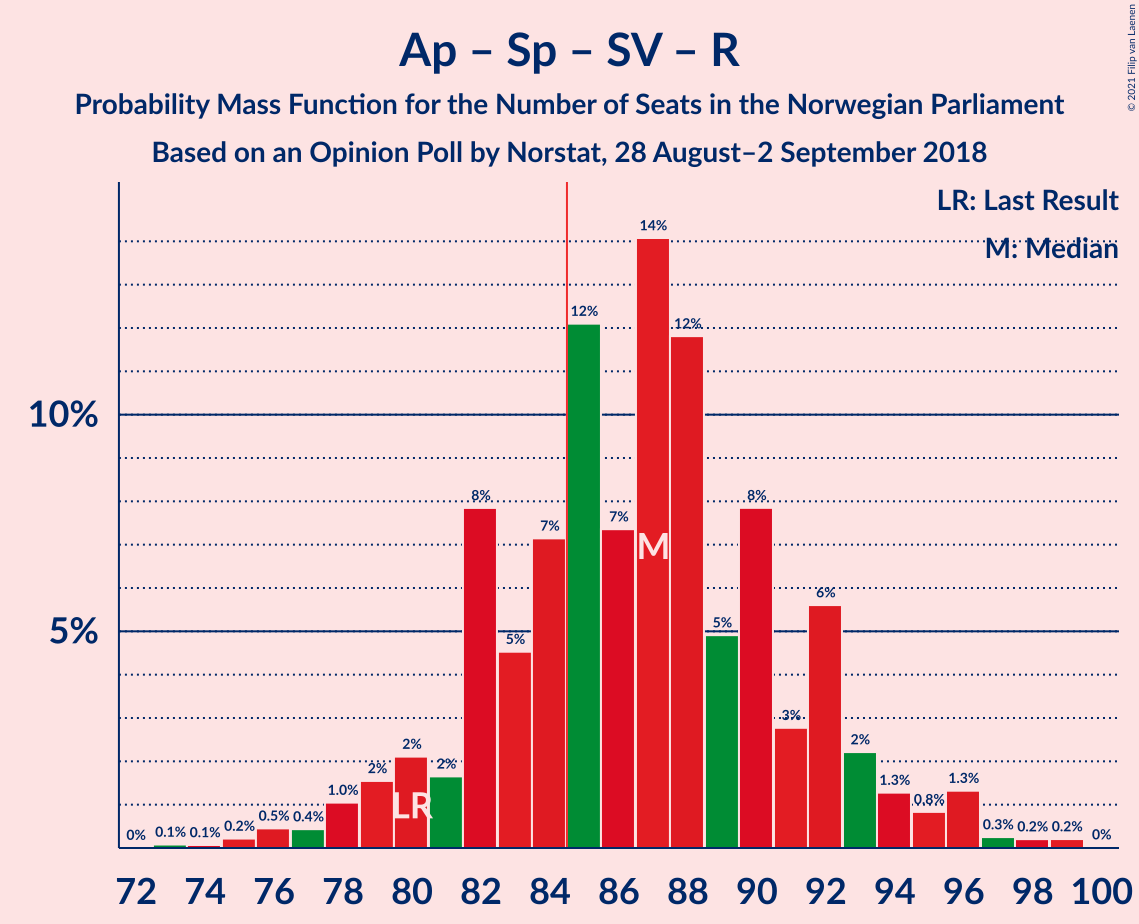 Ap – Sp – SV – R
Probability Mass Function for the Number of Seats in the Norwegian Parliament
Based on an Opinion Poll by Norstat, 28 August–2 September 2018
© 2021 Filip van Laenen
LR: Last Result
M: Median
10%
5%
0% 0.1% 0.1% 0.2% 0.5% 0.4% 1.0% 2% 2% 2% 8% 5% 7% 12% 7% 14% 12% 5% 8% 3% 6% 2% 1.3% 0.8% 1.3% 0.3% 0.2% 0.2% 0%
M
LR
72 74 76 78 80 82 84 86 88 90 92 94 96 98 100